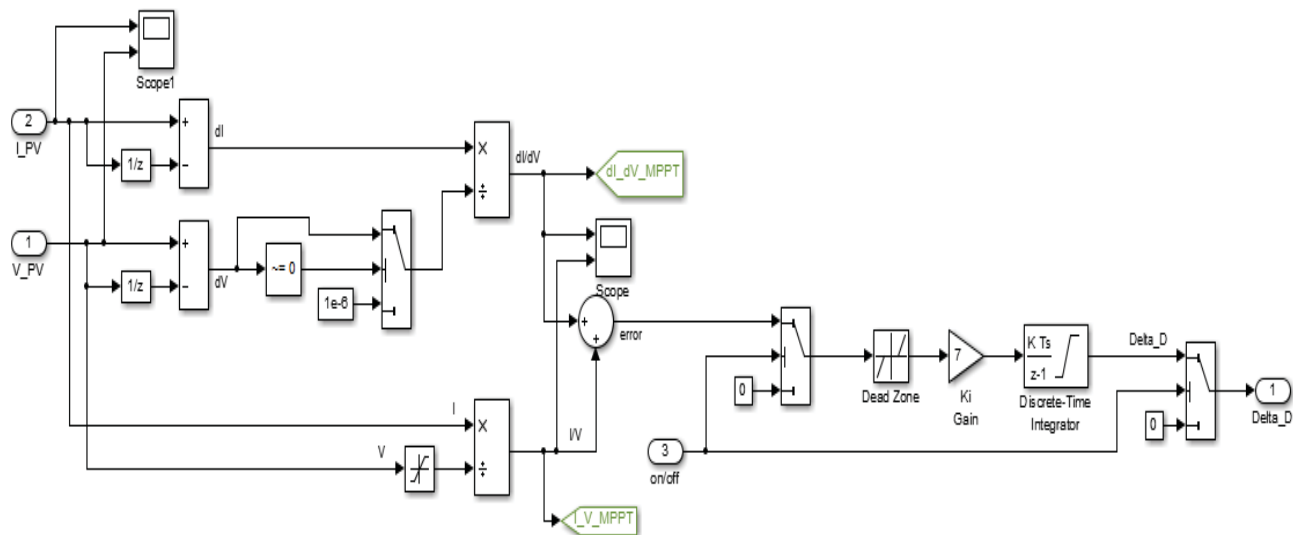 Scope1
2
I_PV
+
−
dI
1/z
×
÷
dI/dV
dI_dV_MPPT
1
V_PV
+
−
dV
1/z
~= 0
1e-6
Scope
+
+
error
0
Dead Zone
7
Ki
Gain
K Ts
z-1
Discrete-Time
Integrator
Delta_D
0
1
Delta_D
I
V
×
÷
I/V
3
on/off
I_V_MPPT